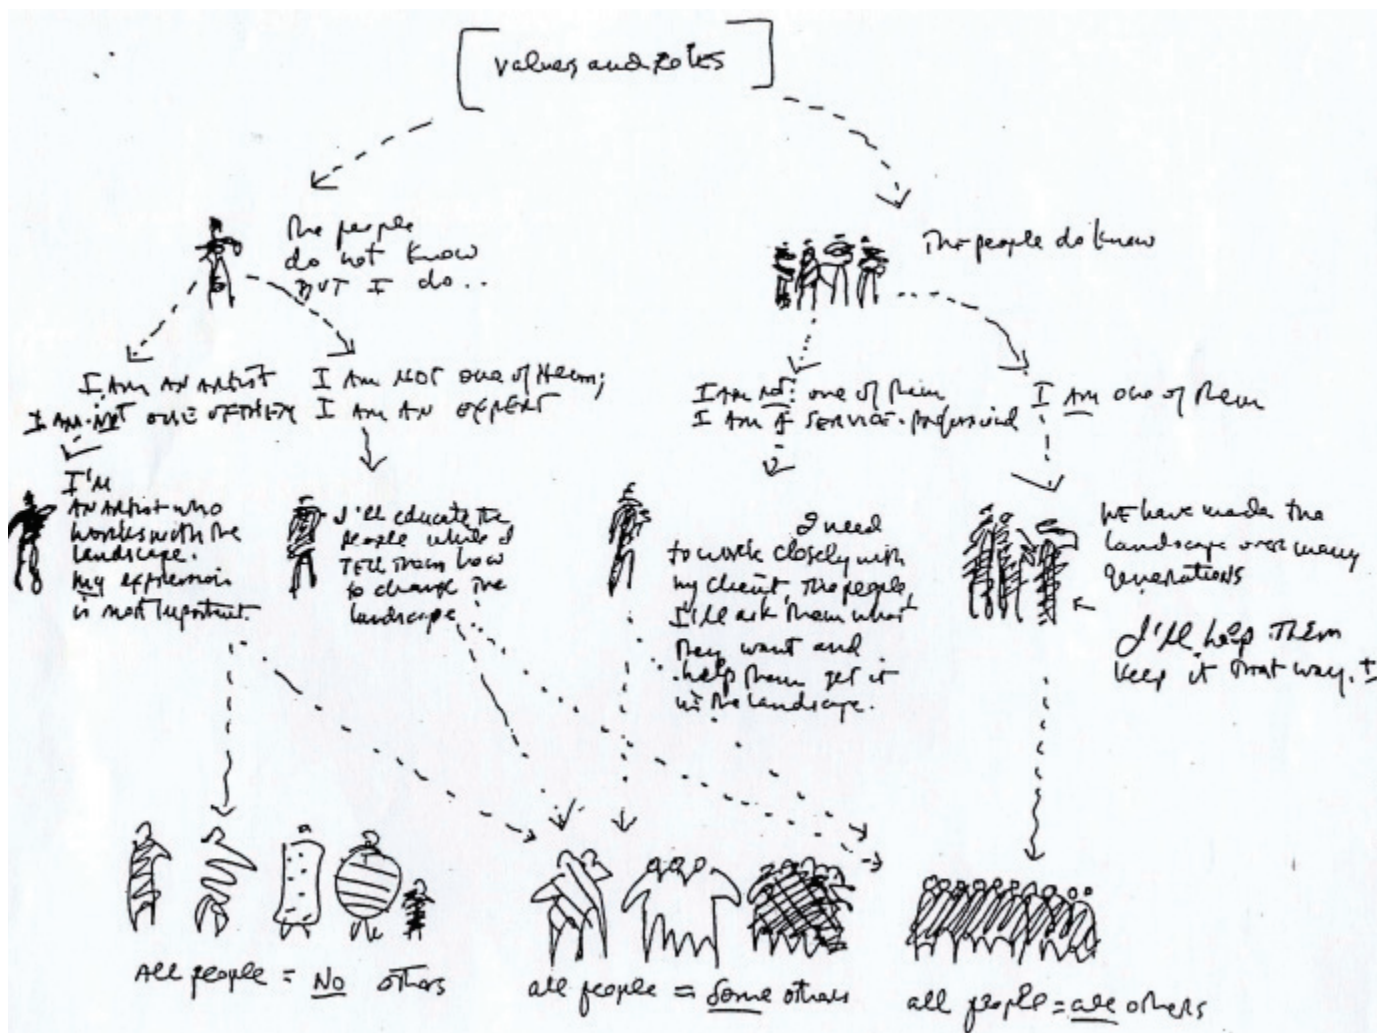 values and Roles
The people
do not know
BUT I do..
The people do know
I AM AN ARTIST
I AM NOT ONE OF THEM
I AM NOT one of them;
I AM AN EXPERT
I am not one of them
I AM A SERVICE-professional
I AM one of them
I'M
AN ARTIST who
works with the
landscape.
my expression
is most important.
I'll educate the
people while I
TELL them how
to change the
landscape
I need
to work closely with
my client, the people,
I'll ask them what
they want and
help them get it
in the landscape.
WE have made the
landscape over many
generations
I'll help THEM
keep it that way.
ALL people = NO others
all people = Some others
all people = all others